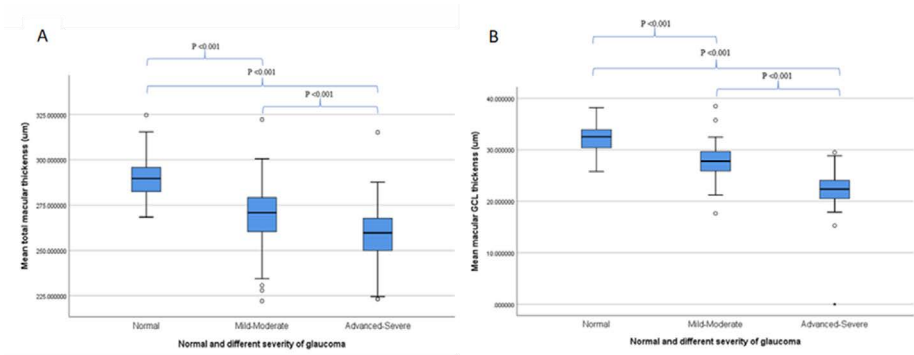 A
P <0.001
P <0.001
P <0.001
Mean total macular thickenss (um)
325.000000
300.000000
275.000000
250.000000
225.000000
Normal
Mild-Moderate
Advanced-Severe
Normal and different severity of glaucoma
B
P <0.001
P <0.001
P <0.001
Mean macular GCL thickenss (um)
40.000000
30.000000
20.000000
10.000000
.000000
Normal
Mild-Moderate
Advanced-Severe
Normal and different severity of glaucoma